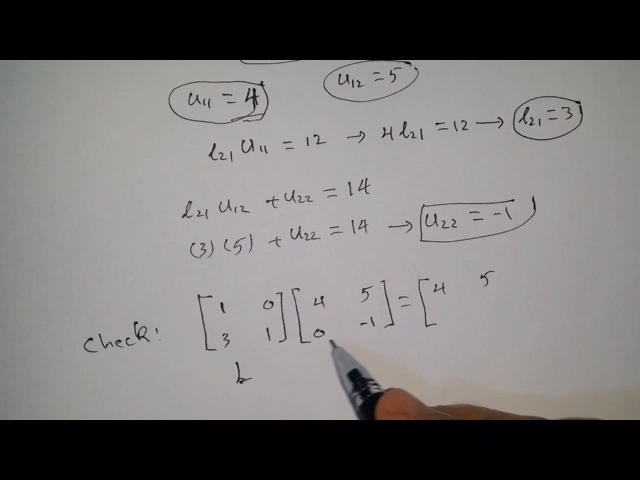 u₁₁ = 4 u₁₂ = 5
l₂₁ u₁₁ = 12 → 4 l₂₁ = 12 → l₂₁ = 3
l₂₁ u₁₂ + u₂₂ = 14
(3) (5) + u₂₂ = 14 → u₂₂ = -1
check: [1 0] [4 5] = [4 5
[3 1] [0 -1] [
L